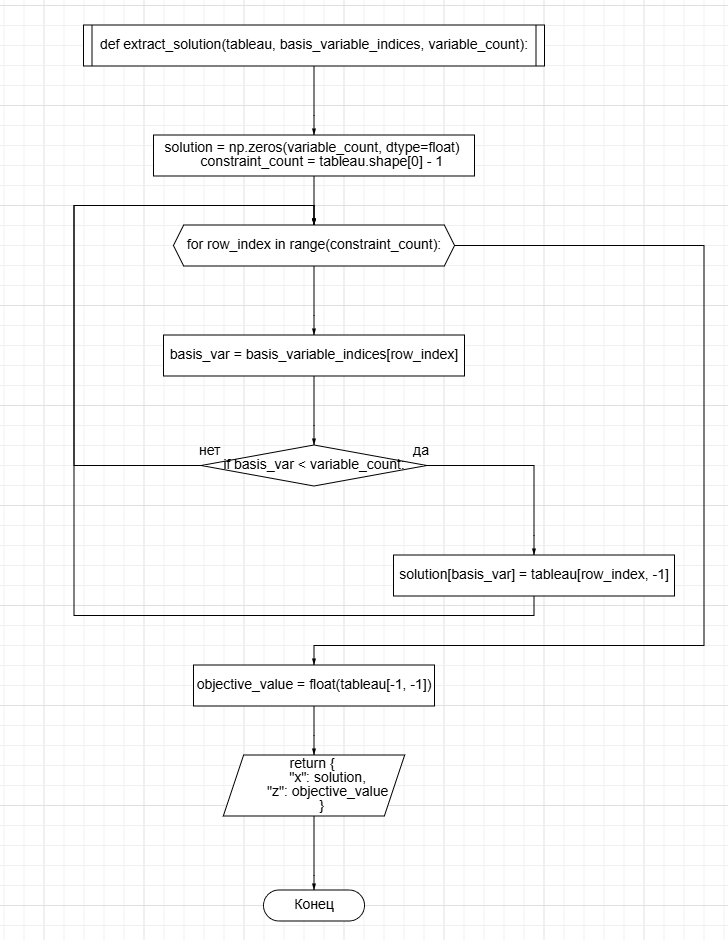 def extract_solution(tableau, basis_variable_indices, variable_count):
solution = np.zeros(variable_count, dtype=float)
constraint_count = tableau.shape[0] - 1
for row_index in range(constraint_count):
basis_var = basis_variable_indices[row_index]
нет
да
if basis_var < variable_count:
solution[basis_var] = tableau[row_index, -1]
objective_value = float(tableau[-1, -1])
return {
"x": solution,
"z": objective_value
}
Конец